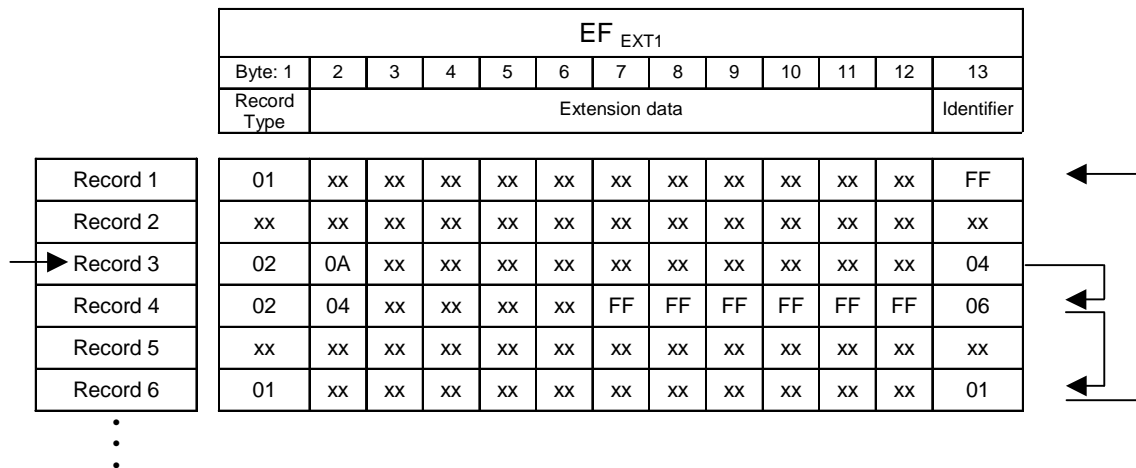 EF EXT1
Byte: 1 2 3 4 5 6 7 8 9 10 11 12 13
Record Type Extension data Identifier
Record 1 01 xx xx xx xx xx xx xx xx xx xx xx FF
Record 2 xx xx xx xx xx xx xx xx xx xx xx xx xx
Record 3 02 0A xx xx xx xx xx xx xx xx xx xx 04
Record 4 02 04 xx xx xx xx FF FF FF FF FF FF 06
Record 5 xx xx xx xx xx xx xx xx xx xx xx xx xx
Record 6 01 xx xx xx xx xx xx xx xx xx xx xx 01